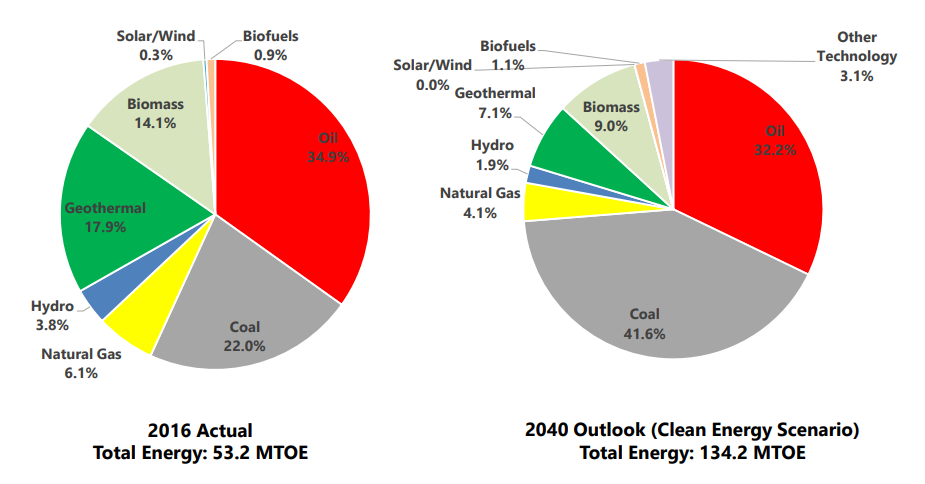 Solar/Wind
0.3%
Biofuels
0.9%
Biomass
14.1%
Oil
34.9%
Geothermal
17.9%
Hydro
3.8%
Coal
22.0%
Natural Gas
6.1%
2016 Actual
Total Energy: 53.2 MTOE
Other
Technology
3.1%
Biofuels
1.1%
Solar/Wind
0.0%
Geothermal
7.1%
Biomass
9.0%
Oil
32.2%
Hydro
1.9%
Natural Gas
4.1%
Coal
41.6%
2040 Outlook (Clean Energy Scenario)
Total Energy: 134.2 MTOE